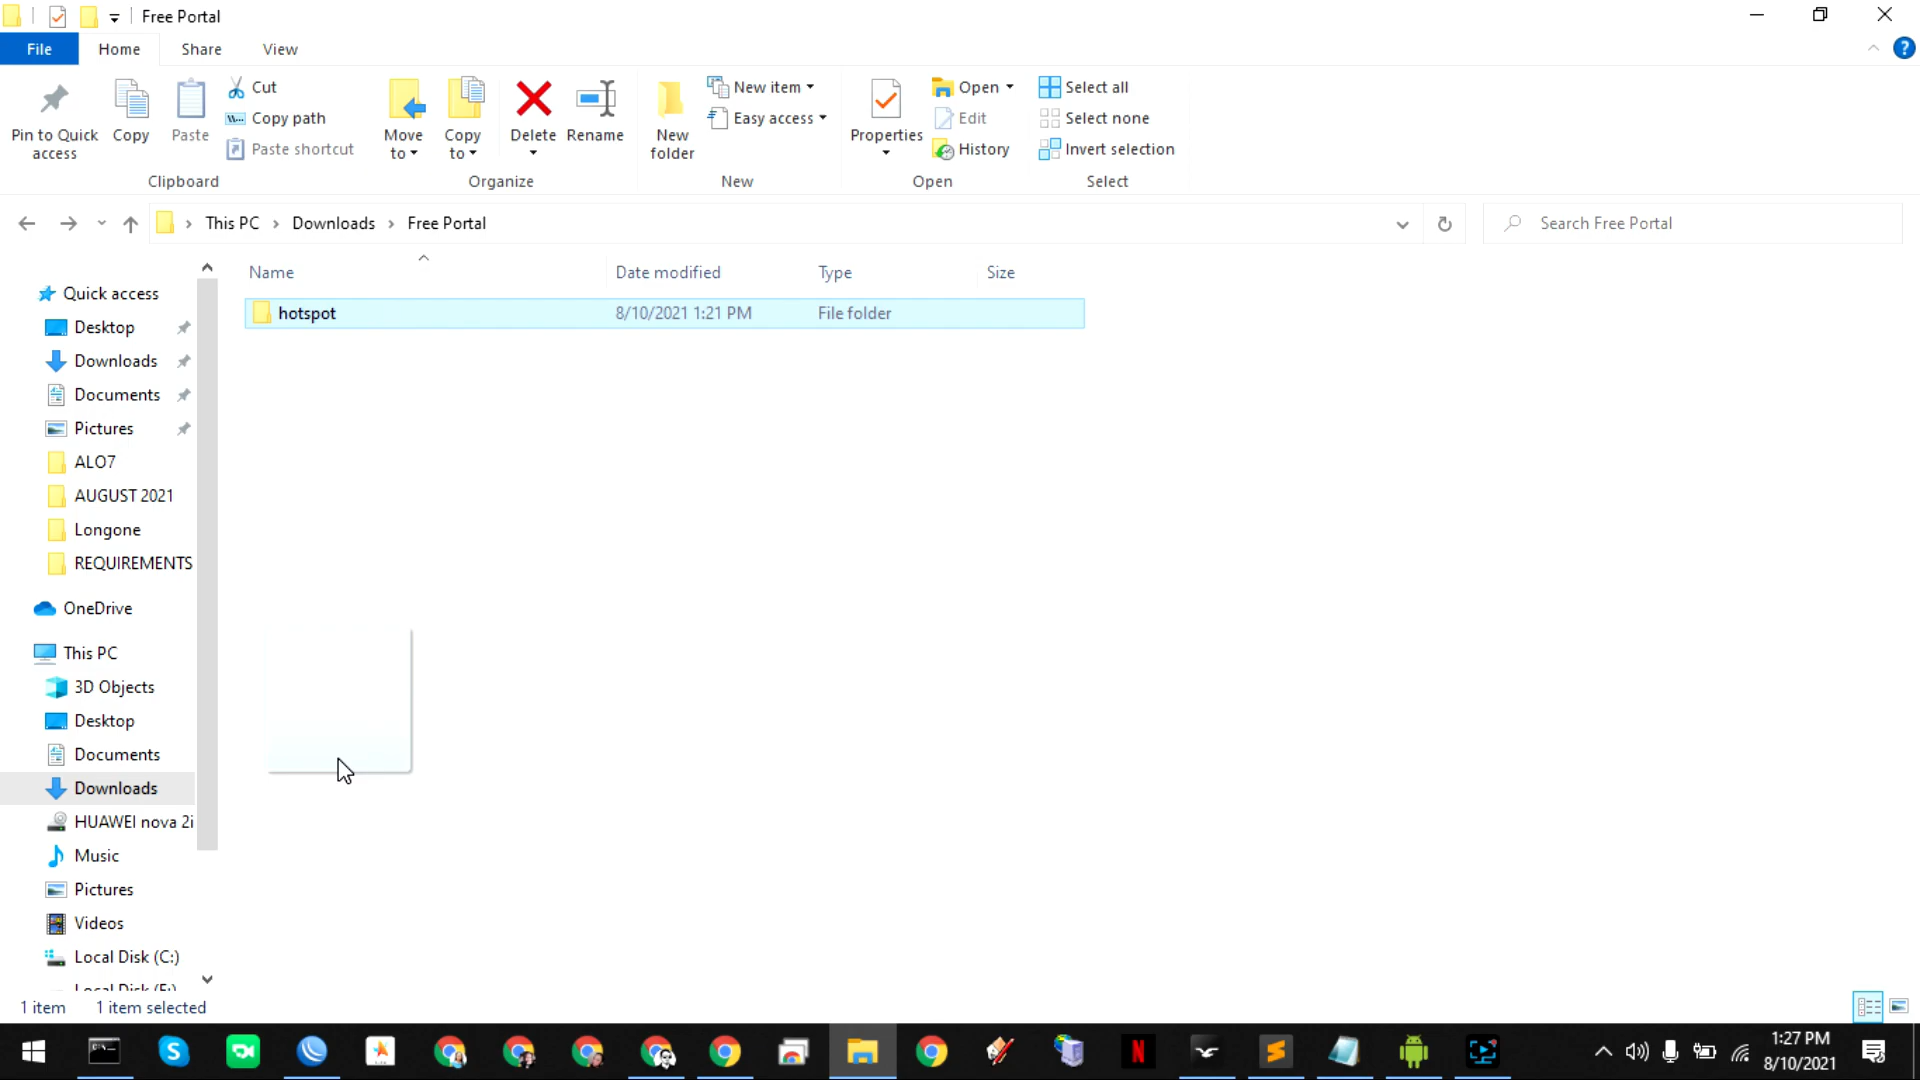 Free Portal
File Home Share View
Pin to Quick access
Copy
Paste
Cut
Copy path
Paste shortcut
Clipboard
Move to
Copy to
Delete
Rename
Organize
New folder
New item
Easy access
New
Properties
Open
Edit
History
Open
Select all
Select none
Invert selection
Select
This PC Downloads Free Portal
Search Free Portal
Name Date modified Type Size
hotspot 8/10/2021 1:21 PM File folder
Quick access
Desktop
Downloads
Documents
Pictures
ALO7
AUGUST 2021
Longone
REQUIREMENTS
OneDrive
This PC
3D Objects
Desktop
Documents
Downloads
HUAWEI nova 2i
Music
Pictures
Videos
Local Disk (C:)
1 item 1 item selected
1:27 PM
8/10/2021